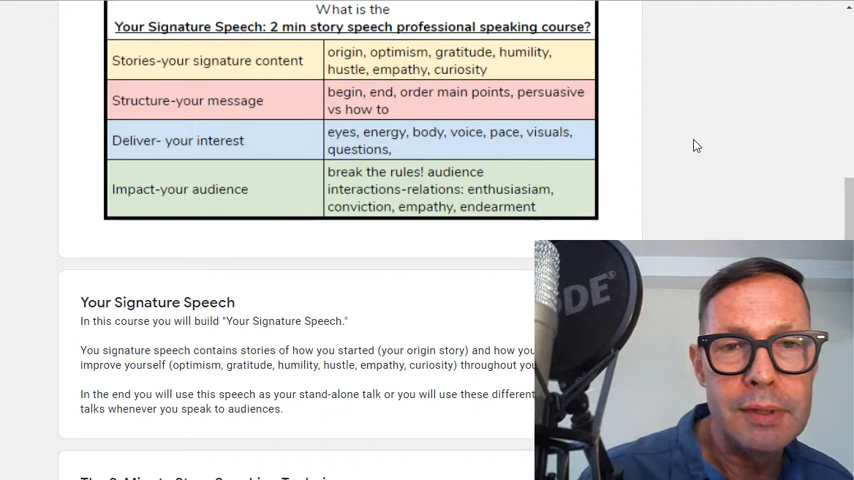 What is the
Your Signature Speech: 2 min story speech professional speaking course?
Stories-your signature content
origin, optimism, gratitude, humility,
hustle, empathy, curiosity
Structure-your message
begin, end, order main points, persuasive
vs how to
Deliver- your interest
eyes, energy, body, voice, pace, visuals,
questions,
Impact-your audience
break the rules! audience
interactions-relations: enthusiasiam,
conviction, empathy, endearment
Your Signature Speech
In this course you will build "Your Signature Speech."
You signature speech contains stories of how you started (your origin story) and how you
improve yourself (optimism, gratitude, humility, hustle, empathy, curiosity) throughout
In the end you will use this speech as your stand-alone talk or you will use these
talks whenever you speak to audiences.